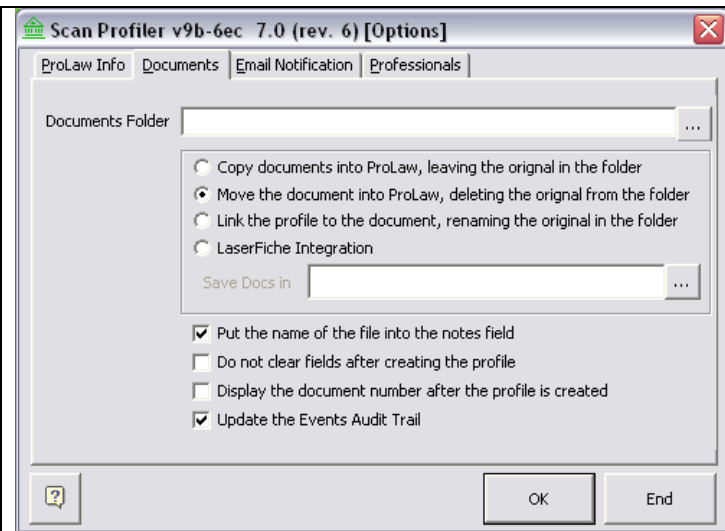 Scan Profiler v9b-6ec 7.0 (rev. 6) [Options]
ProLaw Info Documents Email Notification Professionals
Documents Folder ...
Copy documents into ProLaw, leaving the orignal in the folder
Move the document into ProLaw, deleting the orignal from the folder
Link the profile to the document, renaming the original in the folder
LaserFiche Integration
Save Docs in ...
Put the name of the file into the notes field
Do not clear fields after creating the profile
Display the document number after the profile is created
Update the Events Audit Trail
? OK End